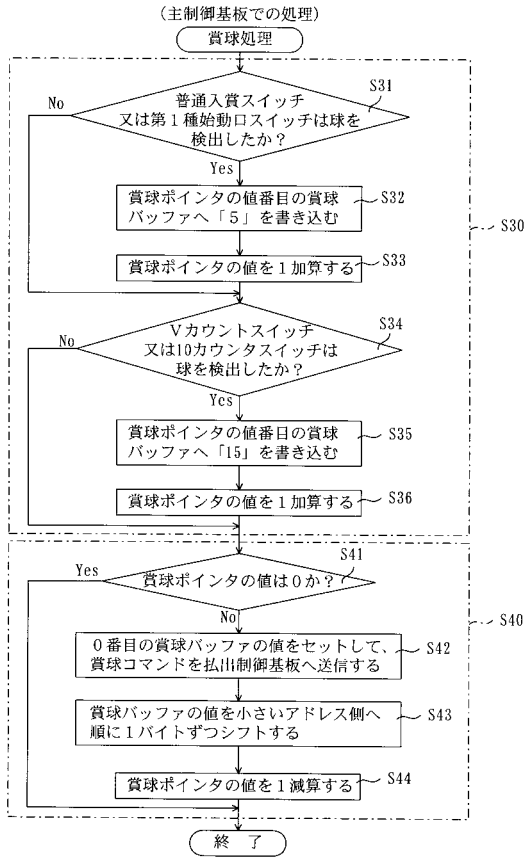 (主制御基板での処理)
賞球処理
S31
No
普通入賞スイッチ
又は第1種始動口スイッチは球を
検出したか？
Yes
賞球ポインタの値番目の賞球
バッファへ「5」を書き込む
S32
S30
賞球ポインタの値を1加算する
S33
S34
No
Vカウントスイッチ
又は10カウンタスイッチは
球を検出したか？
Yes
賞球ポインタの値番目の賞球
バッファへ「15」を書き込む
S35
賞球ポインタの値を1加算する
S36
S41
Yes
賞球ポインタの値は0か？
No
S40
0番目の賞球バッファの値をセットして、
賞球コマンドを払出制御基板へ送信する
S42
賞球バッファの値を小さいアドレス側へ
順に1バイトずつシフトする
S43
賞球ポインタの値を1減算する
S44
終 了